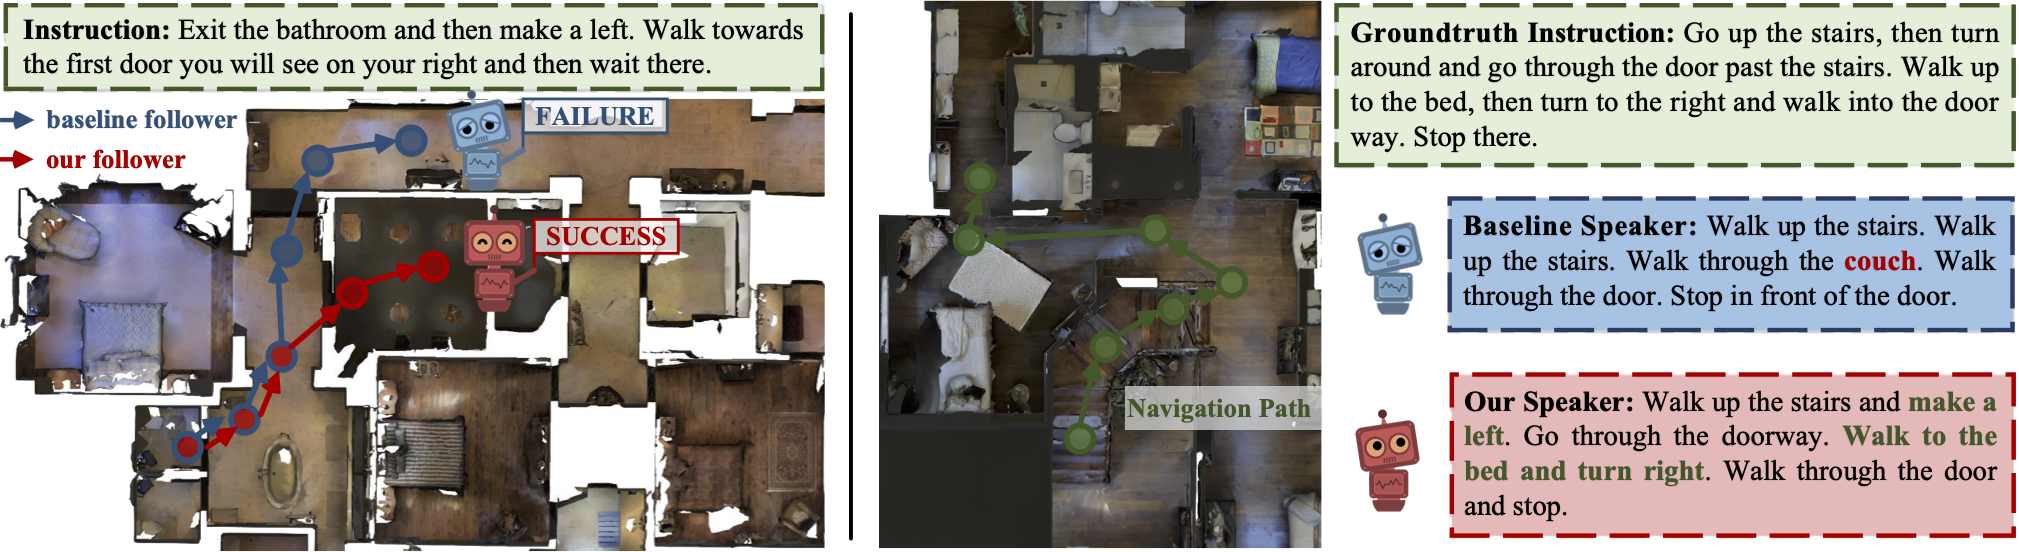 Instruction: Exit the bathroom and then make a left. Walk towards
the first door you will see on your right and then wait there.
baseline follower
our follower
FAILURE
SUCCESS
Navigation Path
Groundtruth Instruction: Go up the stairs, then turn
around and go through the door past the stairs. Walk up
to the bed, then turn to the right and walk into the door
way. Stop there.
Baseline Speaker: Walk up the stairs. Walk
up the stairs. Walk through the couch. Walk
through the door. Stop in front of the door.
Our Speaker: Walk up the stairs and make a
left. Go through the doorway. Walk to the
bed and turn right. Walk through the door
and stop.